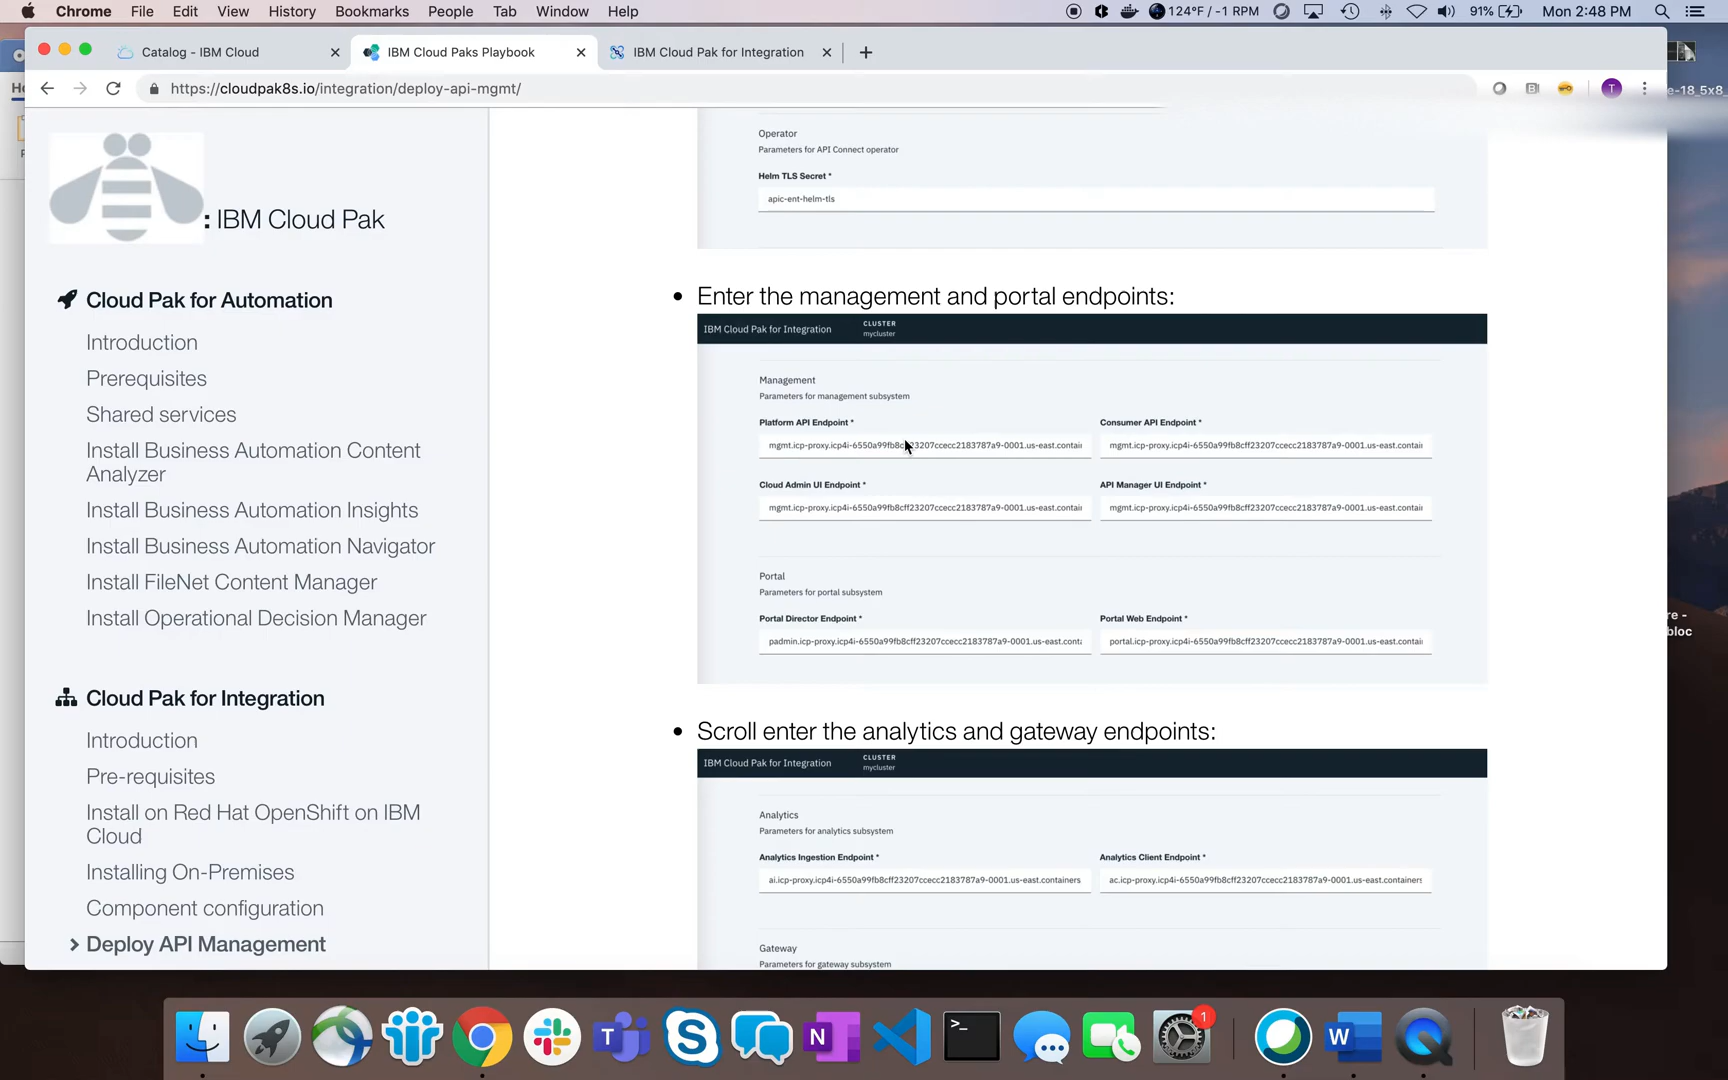 Chrome File Edit View History Bookmarks People Tab Window Help
124°F / -1 RPM
91%
Mon 2:48 PM
Catalog - IBM Cloud
IBM Cloud Paks Playbook
IBM Cloud Pak for Integration
https://cloudpak8s.io/integration/deploy-api-mgmt/
T
e-18_5x8_
: IBM Cloud Pak
Cloud Pak for Automation
Introduction
Prerequisites
Shared services
Install Business Automation Content
Analyzer
Install Business Automation Insights
Install Business Automation Navigator
Install FileNet Content Manager
Install Operational Decision Manager
Cloud Pak for Integration
Introduction
Pre-requisites
Install on Red Hat OpenShift on IBM
Cloud
Installing On-Premises
Component configuration
Deploy API Management
Operator
Parameters for API Connect operator
Helm TLS Secret *
apic-ent-helm-tls
• Enter the management and portal endpoints:
IBM Cloud Pak for Integration
CLUSTER
mycluster
Management
Parameters for management subsystem
Platform API Endpoint *
Consumer API Endpoint *
mgmt.icp-proxy.icp4i-6550a99fb8cff23207ccecc2183787a9-0001.us-east.contai
Cloud Admin UI Endpoint *
API Manager UI Endpoint *
mgmt.icp-proxy.icp4i-6550a99fb8cff23207ccecc2183787a9-0001.us-east.contai
mgmt.icp-proxy.icp4i-6550a99fb8cff23207ccecc2183787a9-0001.us-east.contai
Portal
Parameters for portal subsystem
Portal Director Endpoint *
Portal Web Endpoint *
padmin.icp-proxy.icp4i-6550a99fb8cff23207ccecc2183787a9-0001.us-east.conta
portal.icp-proxy.icp4i-6550a99fb8cff23207ccecc2183787a9-0001.us-east.contai
• Scroll enter the analytics and gateway endpoints:
IBM Cloud Pak for Integration
CLUSTER
mycluster
Analytics
Parameters for analytics subsystem
Analytics Ingestion Endpoint *
Analytics Client Endpoint *
ai.icp-proxy.icp4i-6550a99fb8cff23207ccecc2183787a9-0001.us-east.containers
ac.icp-proxy.icp4i-6550a99fb8cff23207ccecc2183787a9-0001.us-east.containers
Gateway
Parameters for gateway subsystem
re -
bloc
1